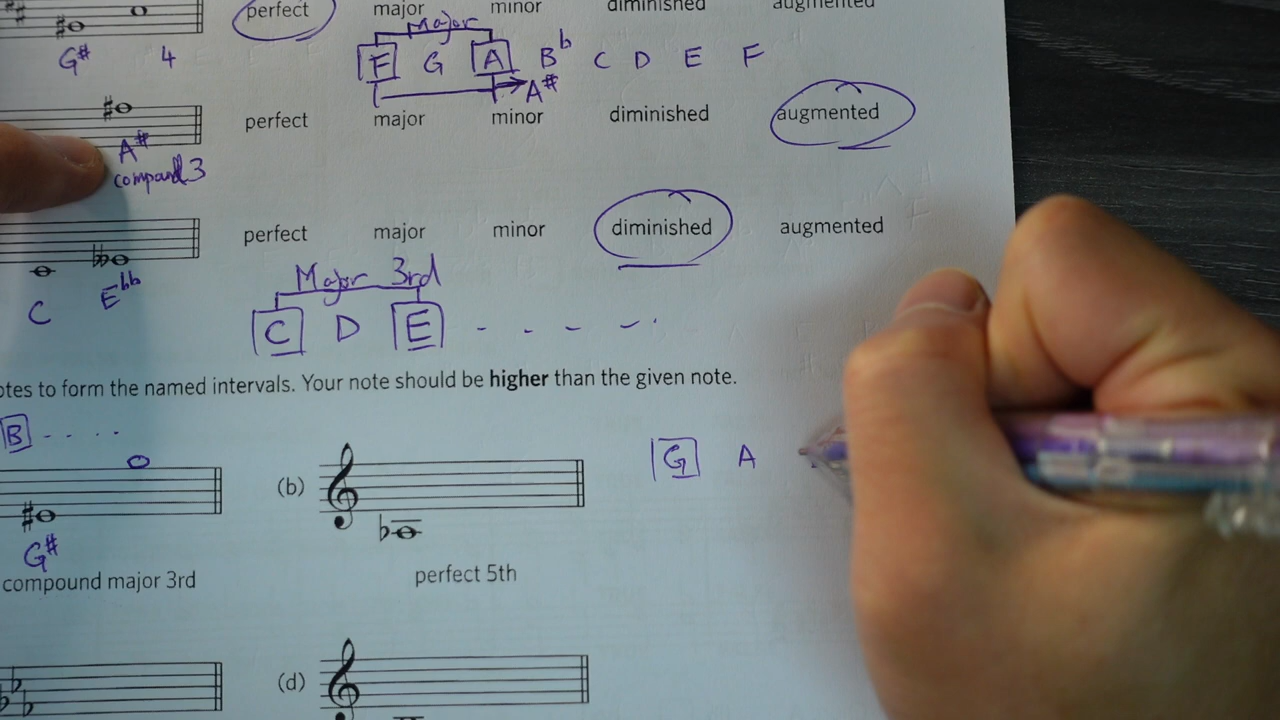 perfect major minor diminished augmented
G# 4
Major
F G A Bb C D E F
A#
perfect major minor diminished augmented
A#
compound 3
perfect major minor diminished augmented
C Ebb
Major 3rd
C D E - - - -
otes to form the named intervals. Your note should be higher than the given note.
B - - - -
(b)
G A
G#
compound major 3rd
perfect 5th
(d)